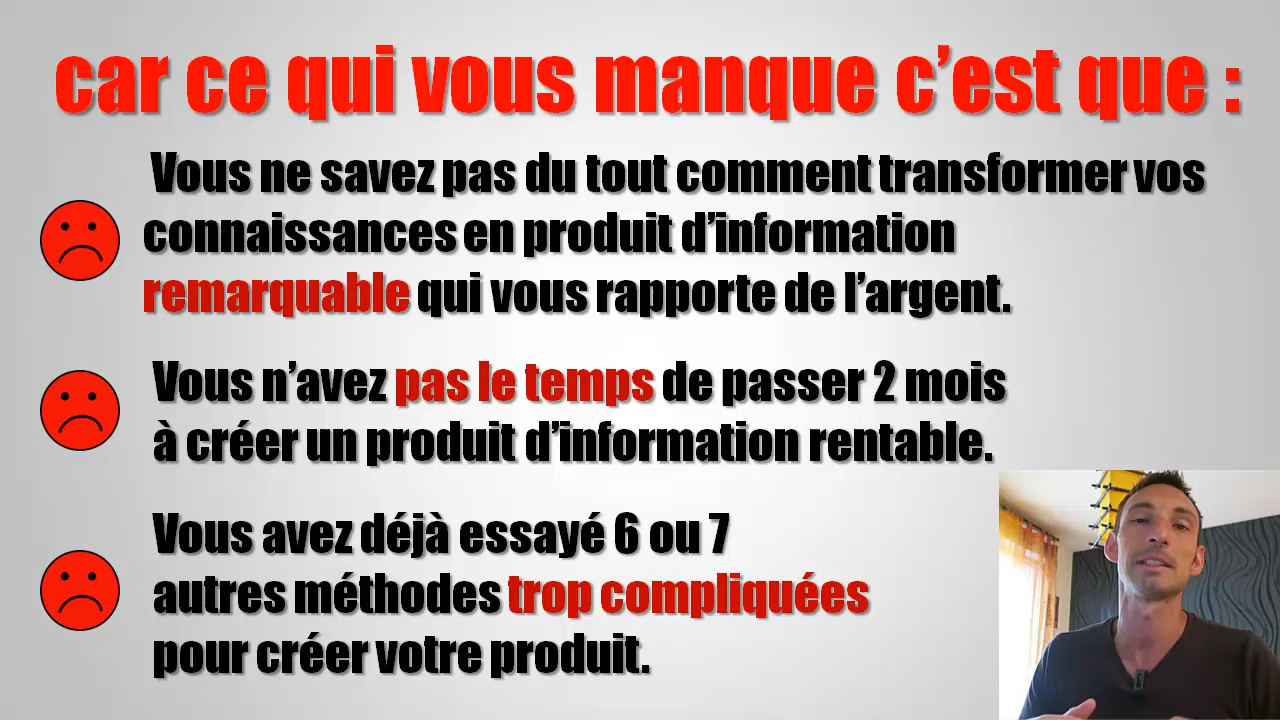 car ce qui vous manque c’est que :
Vous ne savez pas du tout comment transformer vos
connaissances en produit d’information
remarquable qui vous rapporte de l’argent.
Vous n’avez pas le temps de passer 2 mois
à créer un produit d’information rentable.
Vous avez déjà essayé 6 ou 7
autres méthodes trop compliquées
pour créer votre produit.